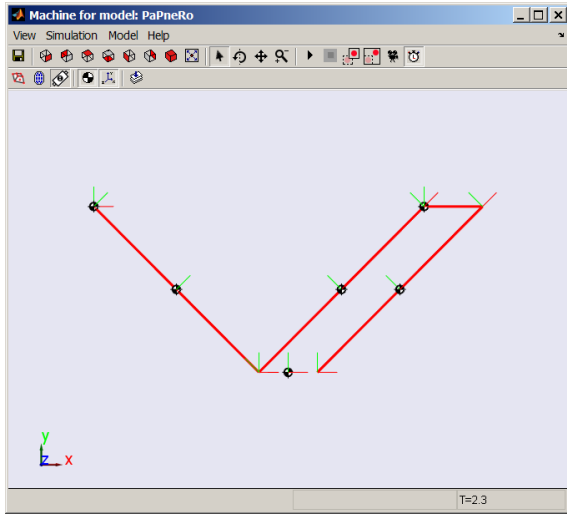 Machine for model: PaPneRo
View Simulation Model Help
y
z x
T=2.3